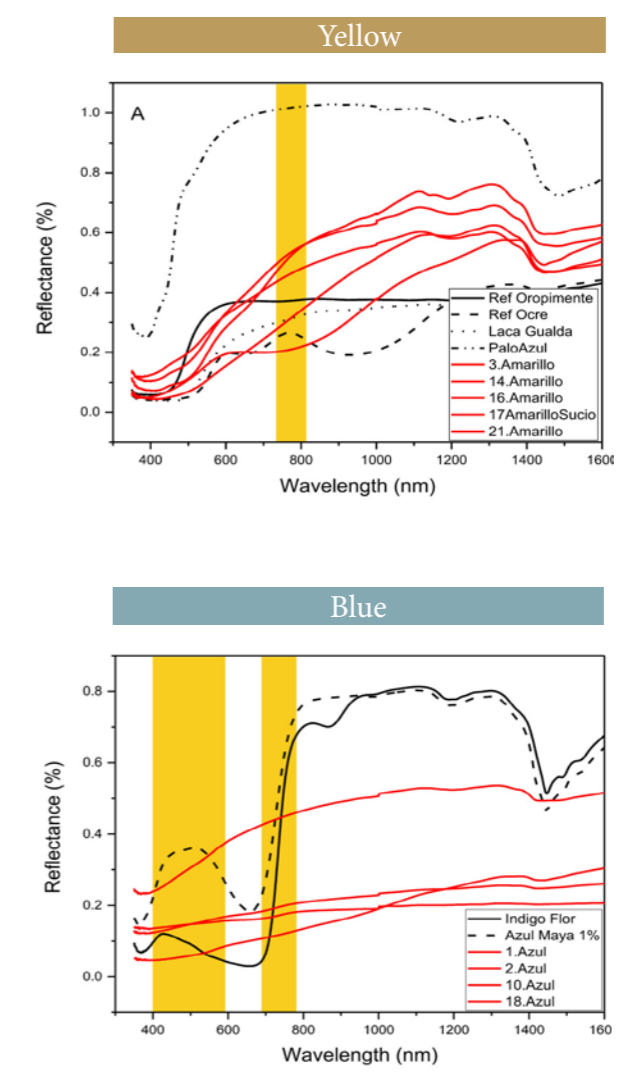 Yellow
A
1.0
0.8
0.6
0.4
0.2
0.0
Reflectance (%)
Ref Oropimente
Ref Ocre
Laca Gualda
PaloAzul
3.Amarillo
14.Amarillo
16.Amarillo
17AmarilloSucio
21.Amarillo
400 600 800 1000 1200 1400 1600
Wavelength (nm)
Blue
0.8
0.6
0.4
0.2
0.0
Reflectance (%)
Indigo Flor
Azul Maya 1%
1.Azul
2.Azul
10.Azul
18.Azul
400 600 800 1000 1200 1400 160
Wavelength (nm)